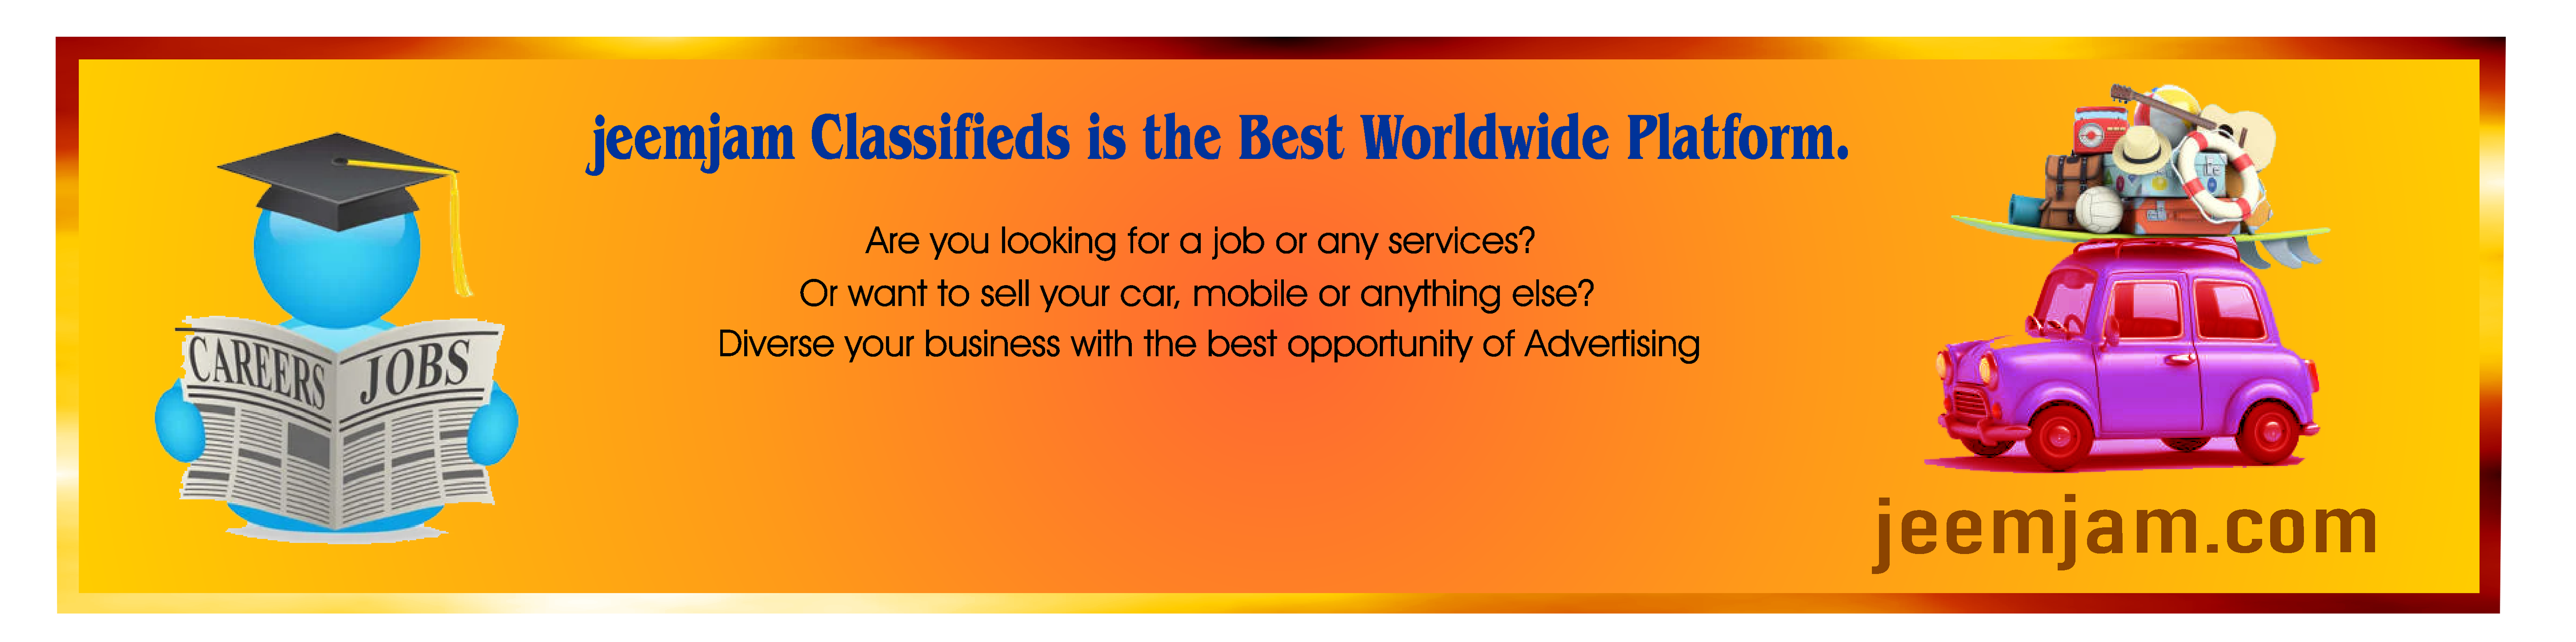 jeemjam Classifieds is the Best Worldwide Platform.
Are you looking for a job or any services?
Or want to sell your car, mobile or anything else?
Diverse your business with the best opportunity of Advertising
CAREERS JOBS
jeemjam.com